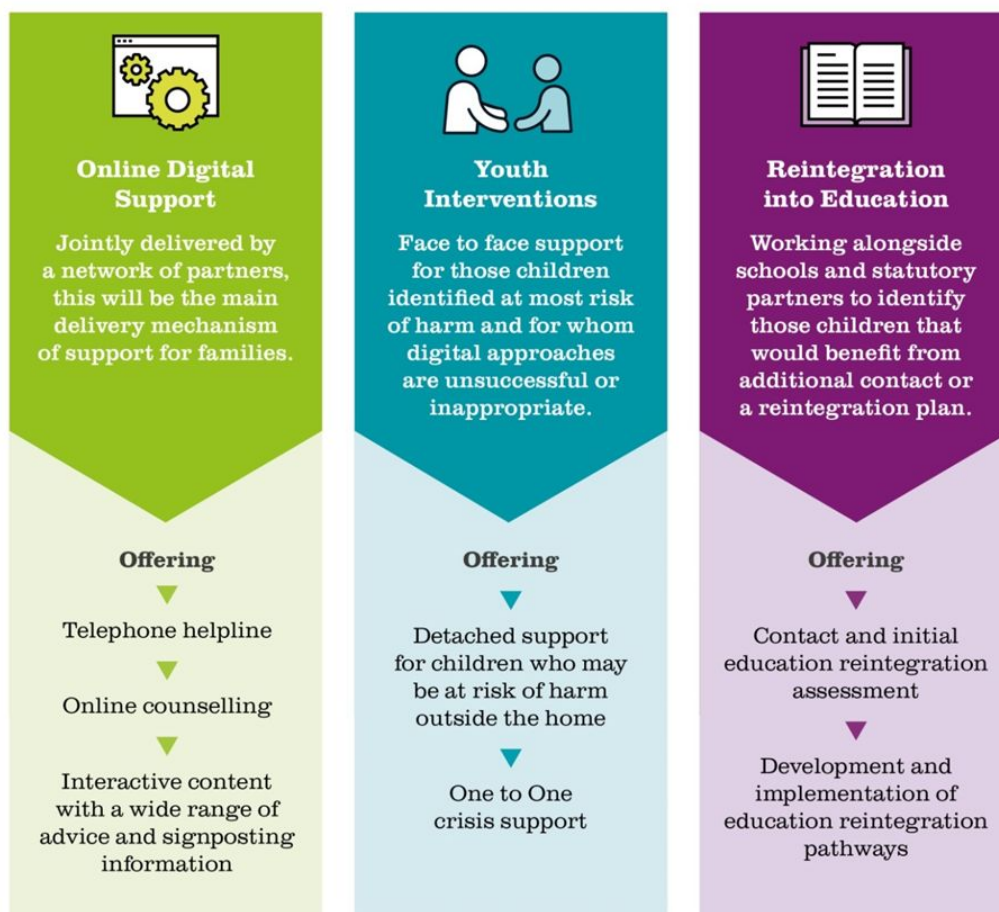 Online Digital
Support
Jointly delivered by
a network of partners,
this will be the main
delivery mechanism
of support for families.
Offering
Telephone helpline
Online counselling
Interactive content
with a wide range of
advice and signposting
information
Youth
Interventions
Face to face support
for those children
identified at most risk
of harm and for whom
digital approaches
are unsuccessful or
inappropriate.
Offering
Detached support
for children who may
be at risk of harm
outside the home
One to One
crisis support
Reintegration
into Education
Working alongside
schools and statutory
partners to identify
those children that
would benefit from
additional contact or
a reintegration plan.
Offering
Contact and initial
education reintegration
assessment
Development and
implementation of
education reintegration
pathways